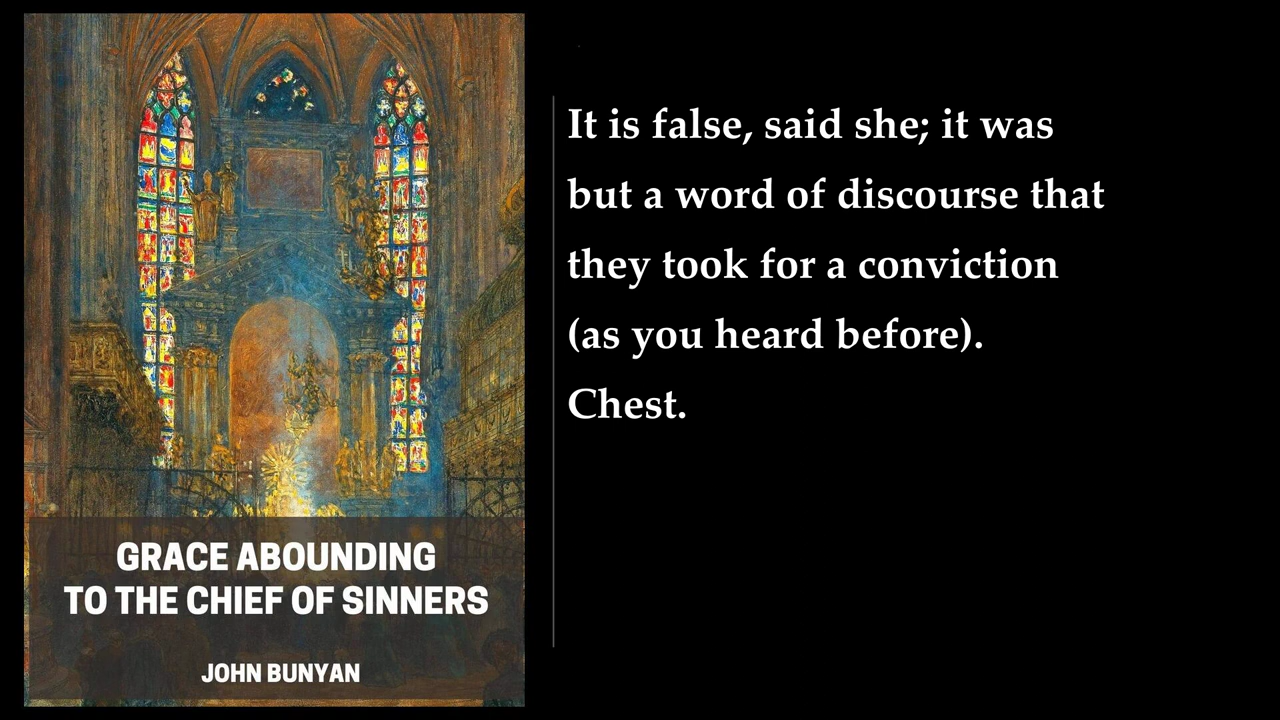 GRACE ABOUNDING
TO THE CHIEF OF SINNERS
JOHN BUNYAN
It is false, said she; it was
but a word of discourse that
they took for a conviction
(as you heard before).
Chest.